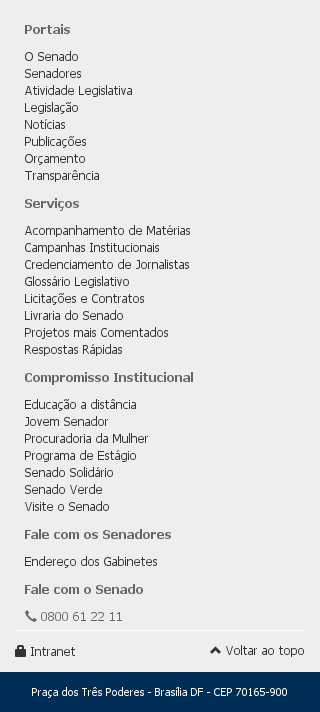 Portais
O Senado
Senadores
Atividade Legislativa
Legislação
Notícias
Publicações
Orçamento
Transparência
Serviços
Acompanhamento de Matérias
Campanhas Institucionais
Credenciamento de Jornalistas
Glossário Legislativo
Licitações e Contratos
Livraria do Senado
Projetos mais Comentados
Respostas Rápidas
Compromisso Institucional
Educação a distância
Jovem Senador
Procuradoria da Mulher
Programa de Estágio
Senado Solidário
Senado Verde
Visite o Senado
Fale com os Senadores
Endereço dos Gabinetes
Fale com o Senado
0800 61 22 11
Intranet Voltar ao topo
Praça dos Três Poderes - Brasília DF - CEP 70165-900